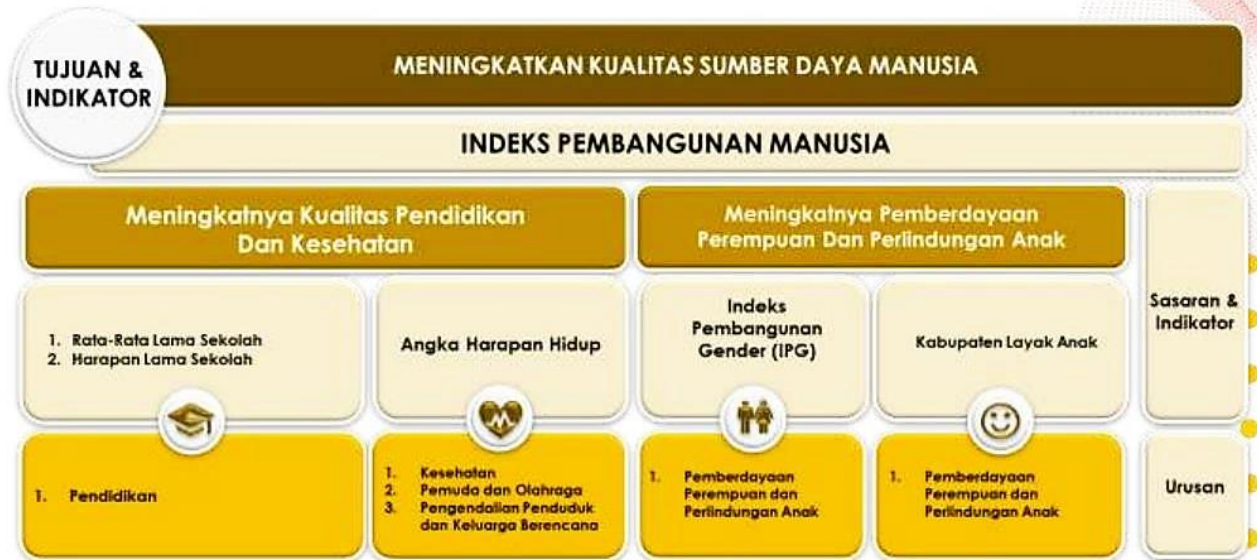 TUJUAN &
INDIKATOR
MENINGKATKAN KUALITAS SUMBER DAYA MANUSIA
INDEKS PEMBANGUNAN MANUSIA
Meningkatnya Kualitas Pendidikan
Dan Kesehatan
Meningkatnya Pemberdayaan
Perempuan Dan Perlindungan Anak
Sasaran &
Indikator
1. Rata-Rata Lama Sekolah
2. Harapan Lama Sekolah
Angka Harapan Hidup
Indeks
Pembangunan
Gender (IPG)
Kabupaten Layak Anak
1. Pendidikan
1. Kesehatan
2. Pemuda dan Olahraga
3. Pengendalian Penduduk
dan Keluarga Berencana
1. Pemberdayaan
Perempuan dan
Perlindungan Anak
1. Pemberdayaan
Perempuan dan
Perlindungan Anak
Urusan